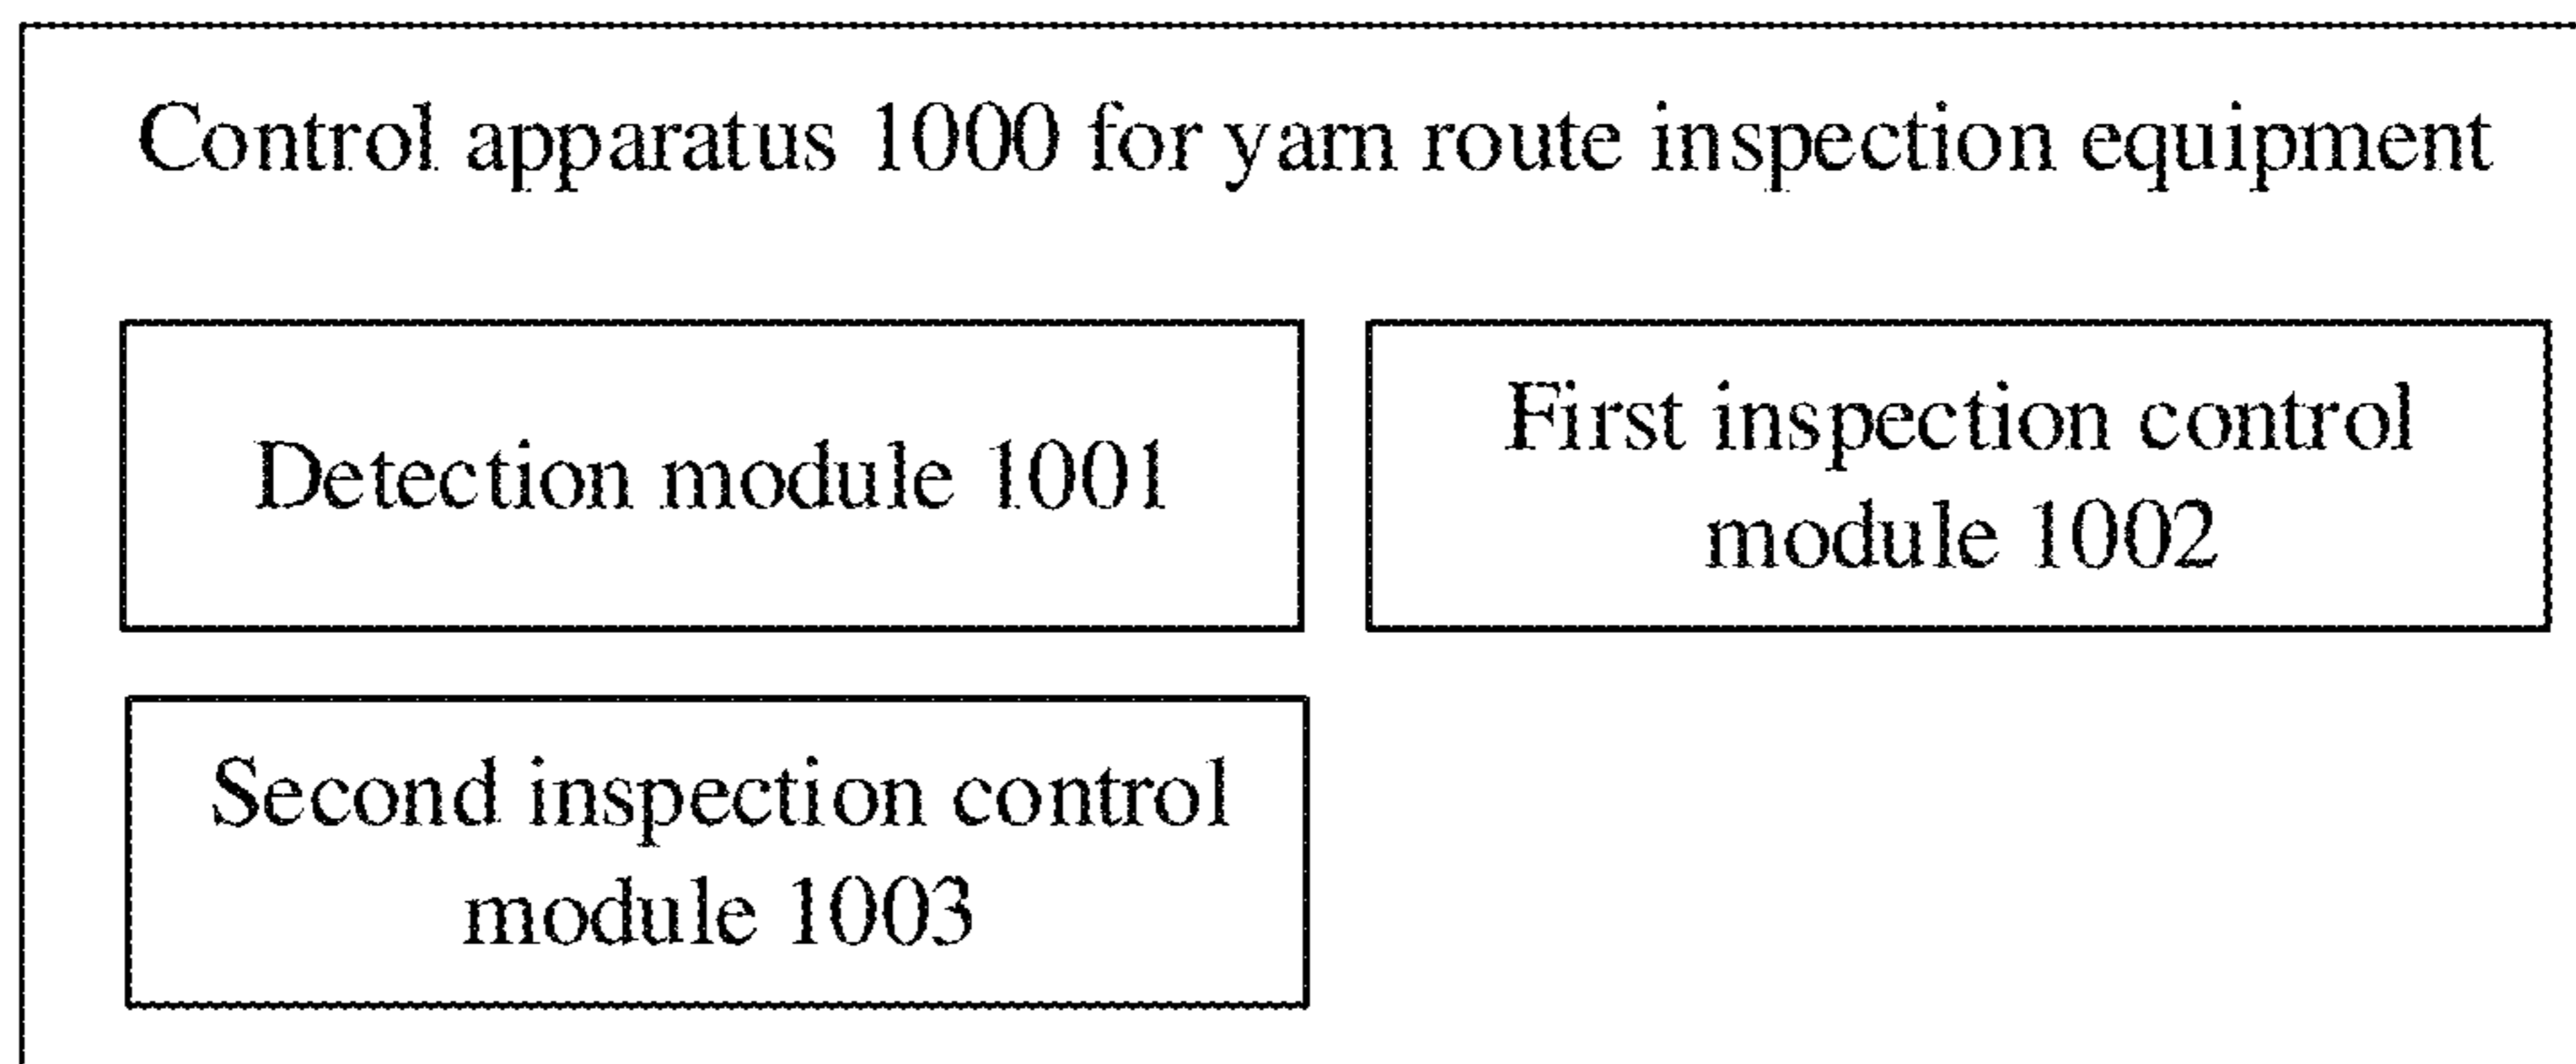 Control apparatus 1000 for yarn route inspection equipment
Detection module 1001
First inspection control
module 1002
Second inspection control
module 1003